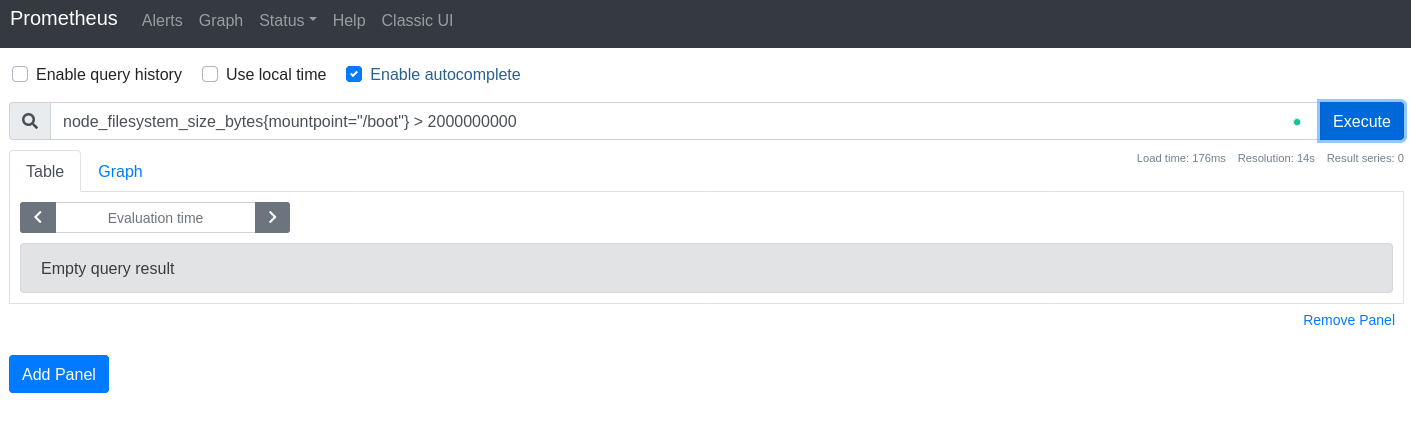 Prometheus Alerts Graph Status Help Classic UI
Enable query history Use local time Enable autocomplete
node_filesystem_size_bytes{mountpoint="/boot"} > 2000000000 Execute
Load time: 176ms Resolution: 14s Result series: 0
Table Graph
Evaluation time
Empty query result
Remove Panel
Add Panel